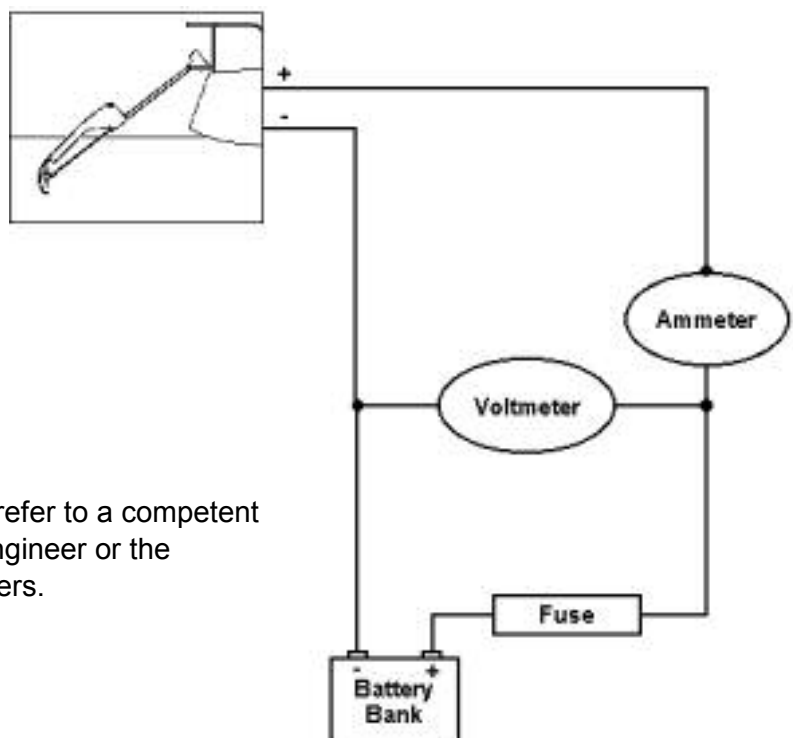 +
-
Ammeter
Voltmeter
refer to a competent
ngineer or the
ers.
Fuse
- +
Battery
Bank